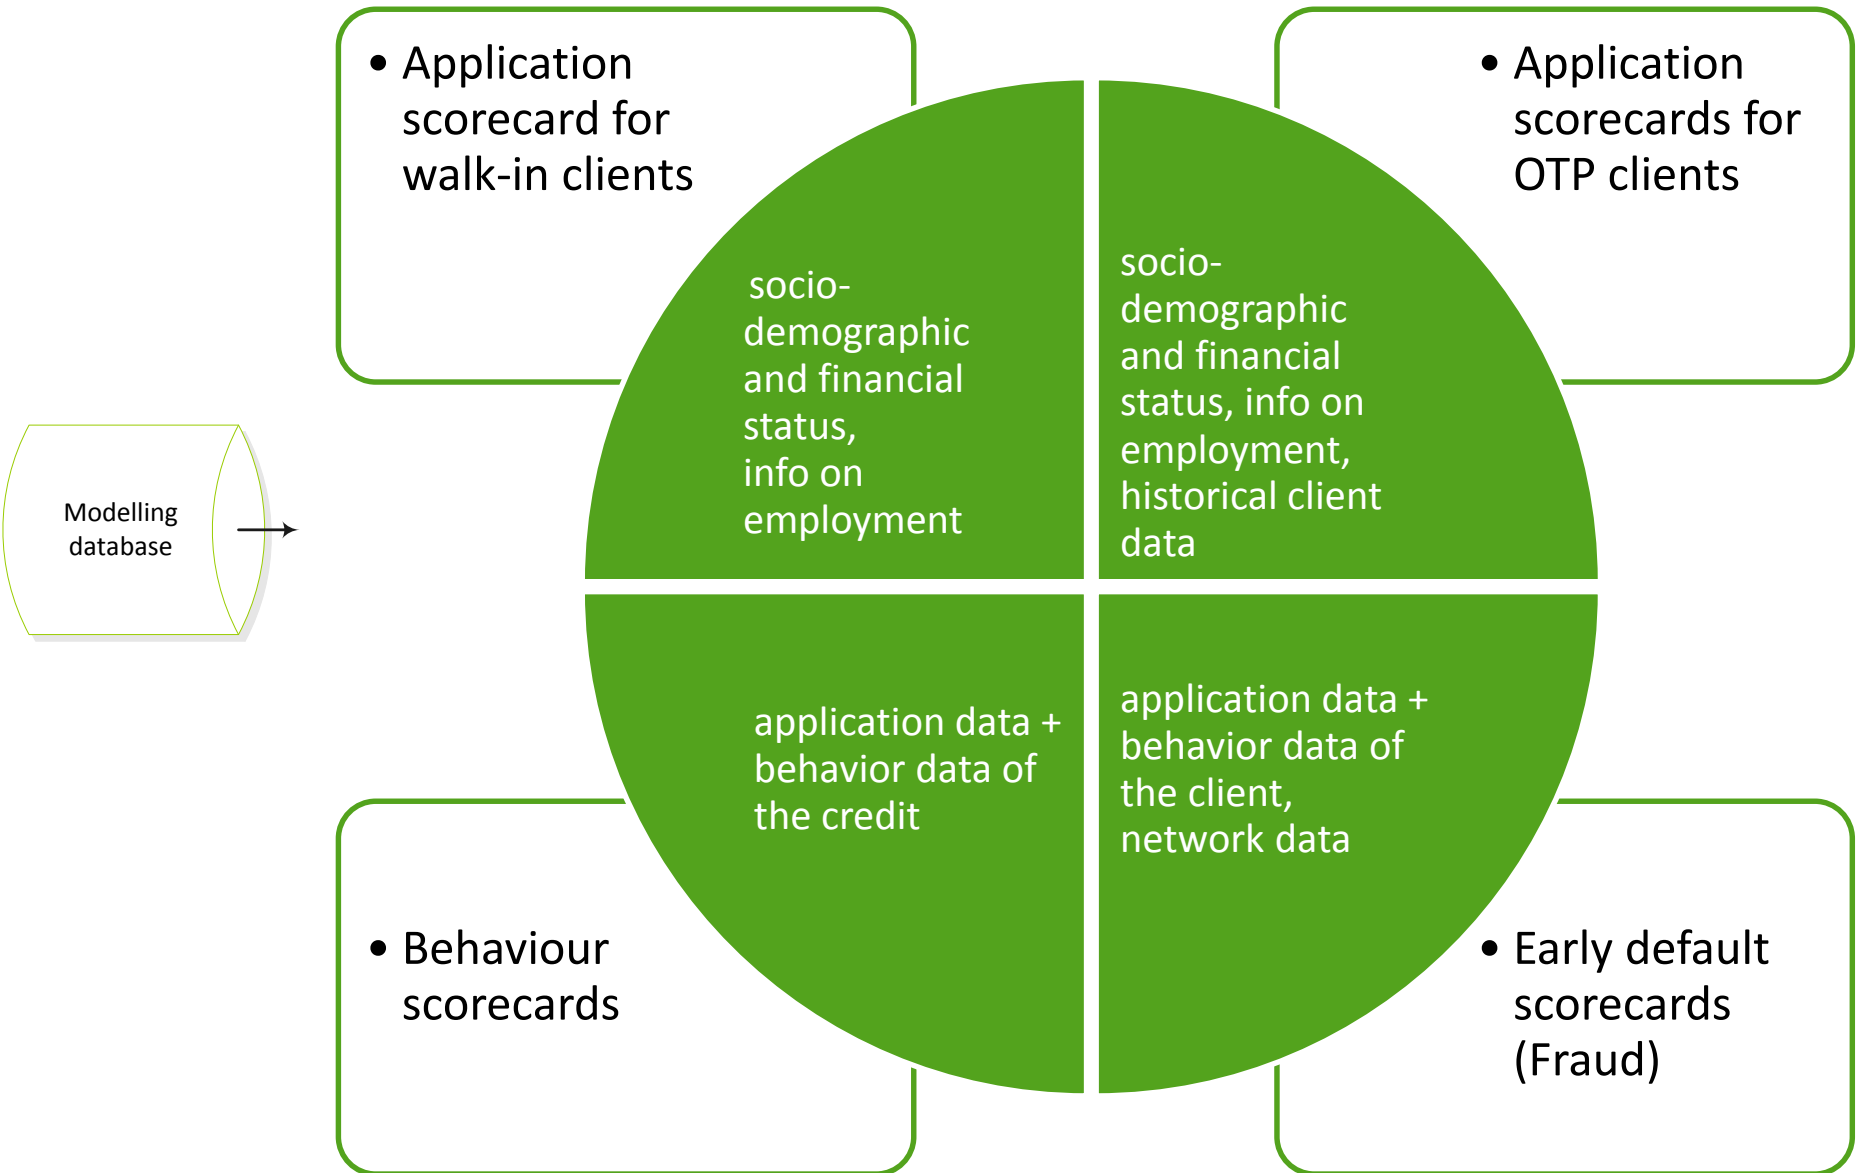 • Application
scorecard for
walk-in clients
• Application
scorecards for
OTP clients
socio-
demographic
and financial
status,
info on
employment
socio-
demographic
and financial
status, info on
employment,
historical client
data
Modelling
database
application data +
behavior data of
the credit
application data +
behavior data of
the client,
network data
• Behaviour
scorecards
• Early default
scorecards
(Fraud)